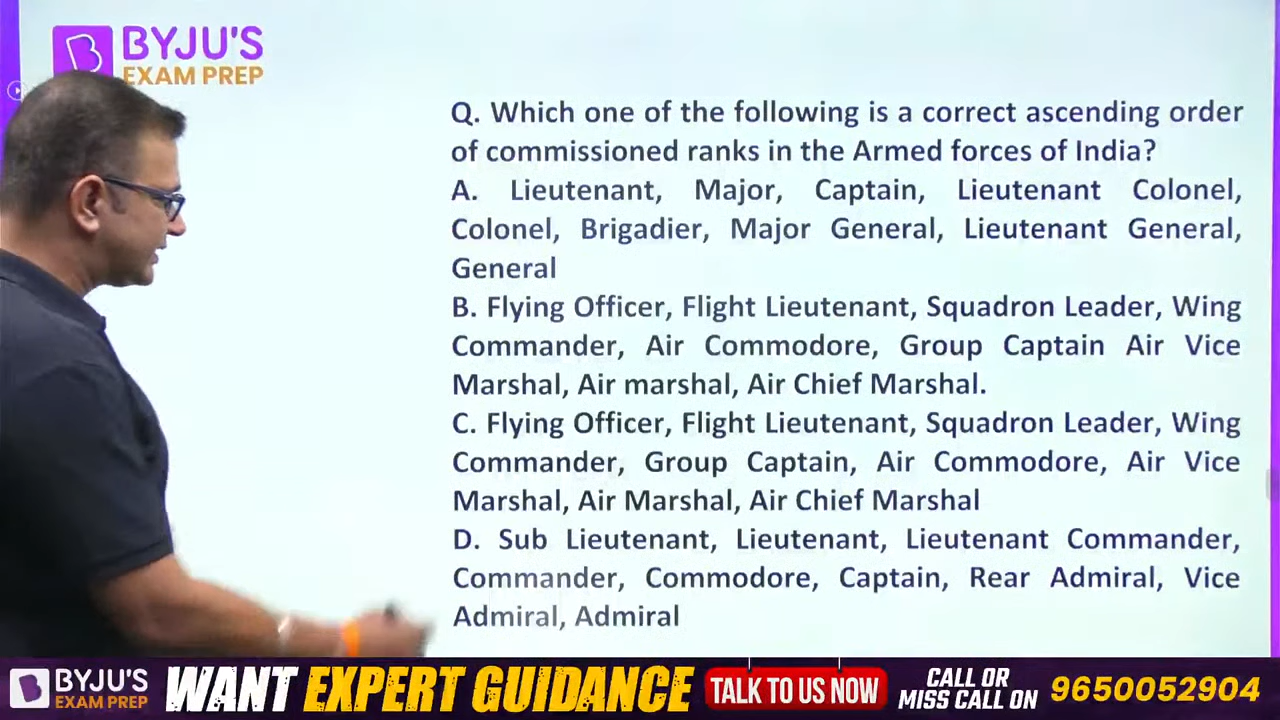 BYJU'S
EXAM PREP
Q. Which one of the following is a correct ascending order
of commissioned ranks in the Armed forces of India?
A. Lieutenant, Major, Captain, Lieutenant Colonel,
Colonel, Brigadier, Major General, Lieutenant General,
General
B. Flying Officer, Flight Lieutenant, Squadron Leader, Wing
Commander, Air Commodore, Group Captain Air Vice
Marshal, Air marshal, Air Chief Marshal.
C. Flying Officer, Flight Lieutenant, Squadron Leader, Wing
Commander, Group Captain, Air Commodore, Air Vice
Marshal, Air Marshal, Air Chief Marshal
D. Sub Lieutenant, Lieutenant, Lieutenant Commander,
Commander, Commodore, Captain, Rear Admiral, Vice
Admiral, Admiral
BYJU'S
EXAM PREP
WANT EXPERT GUIDANCE
TALK TO US NOW
CALL OR
MISS CALL ON
9650052904